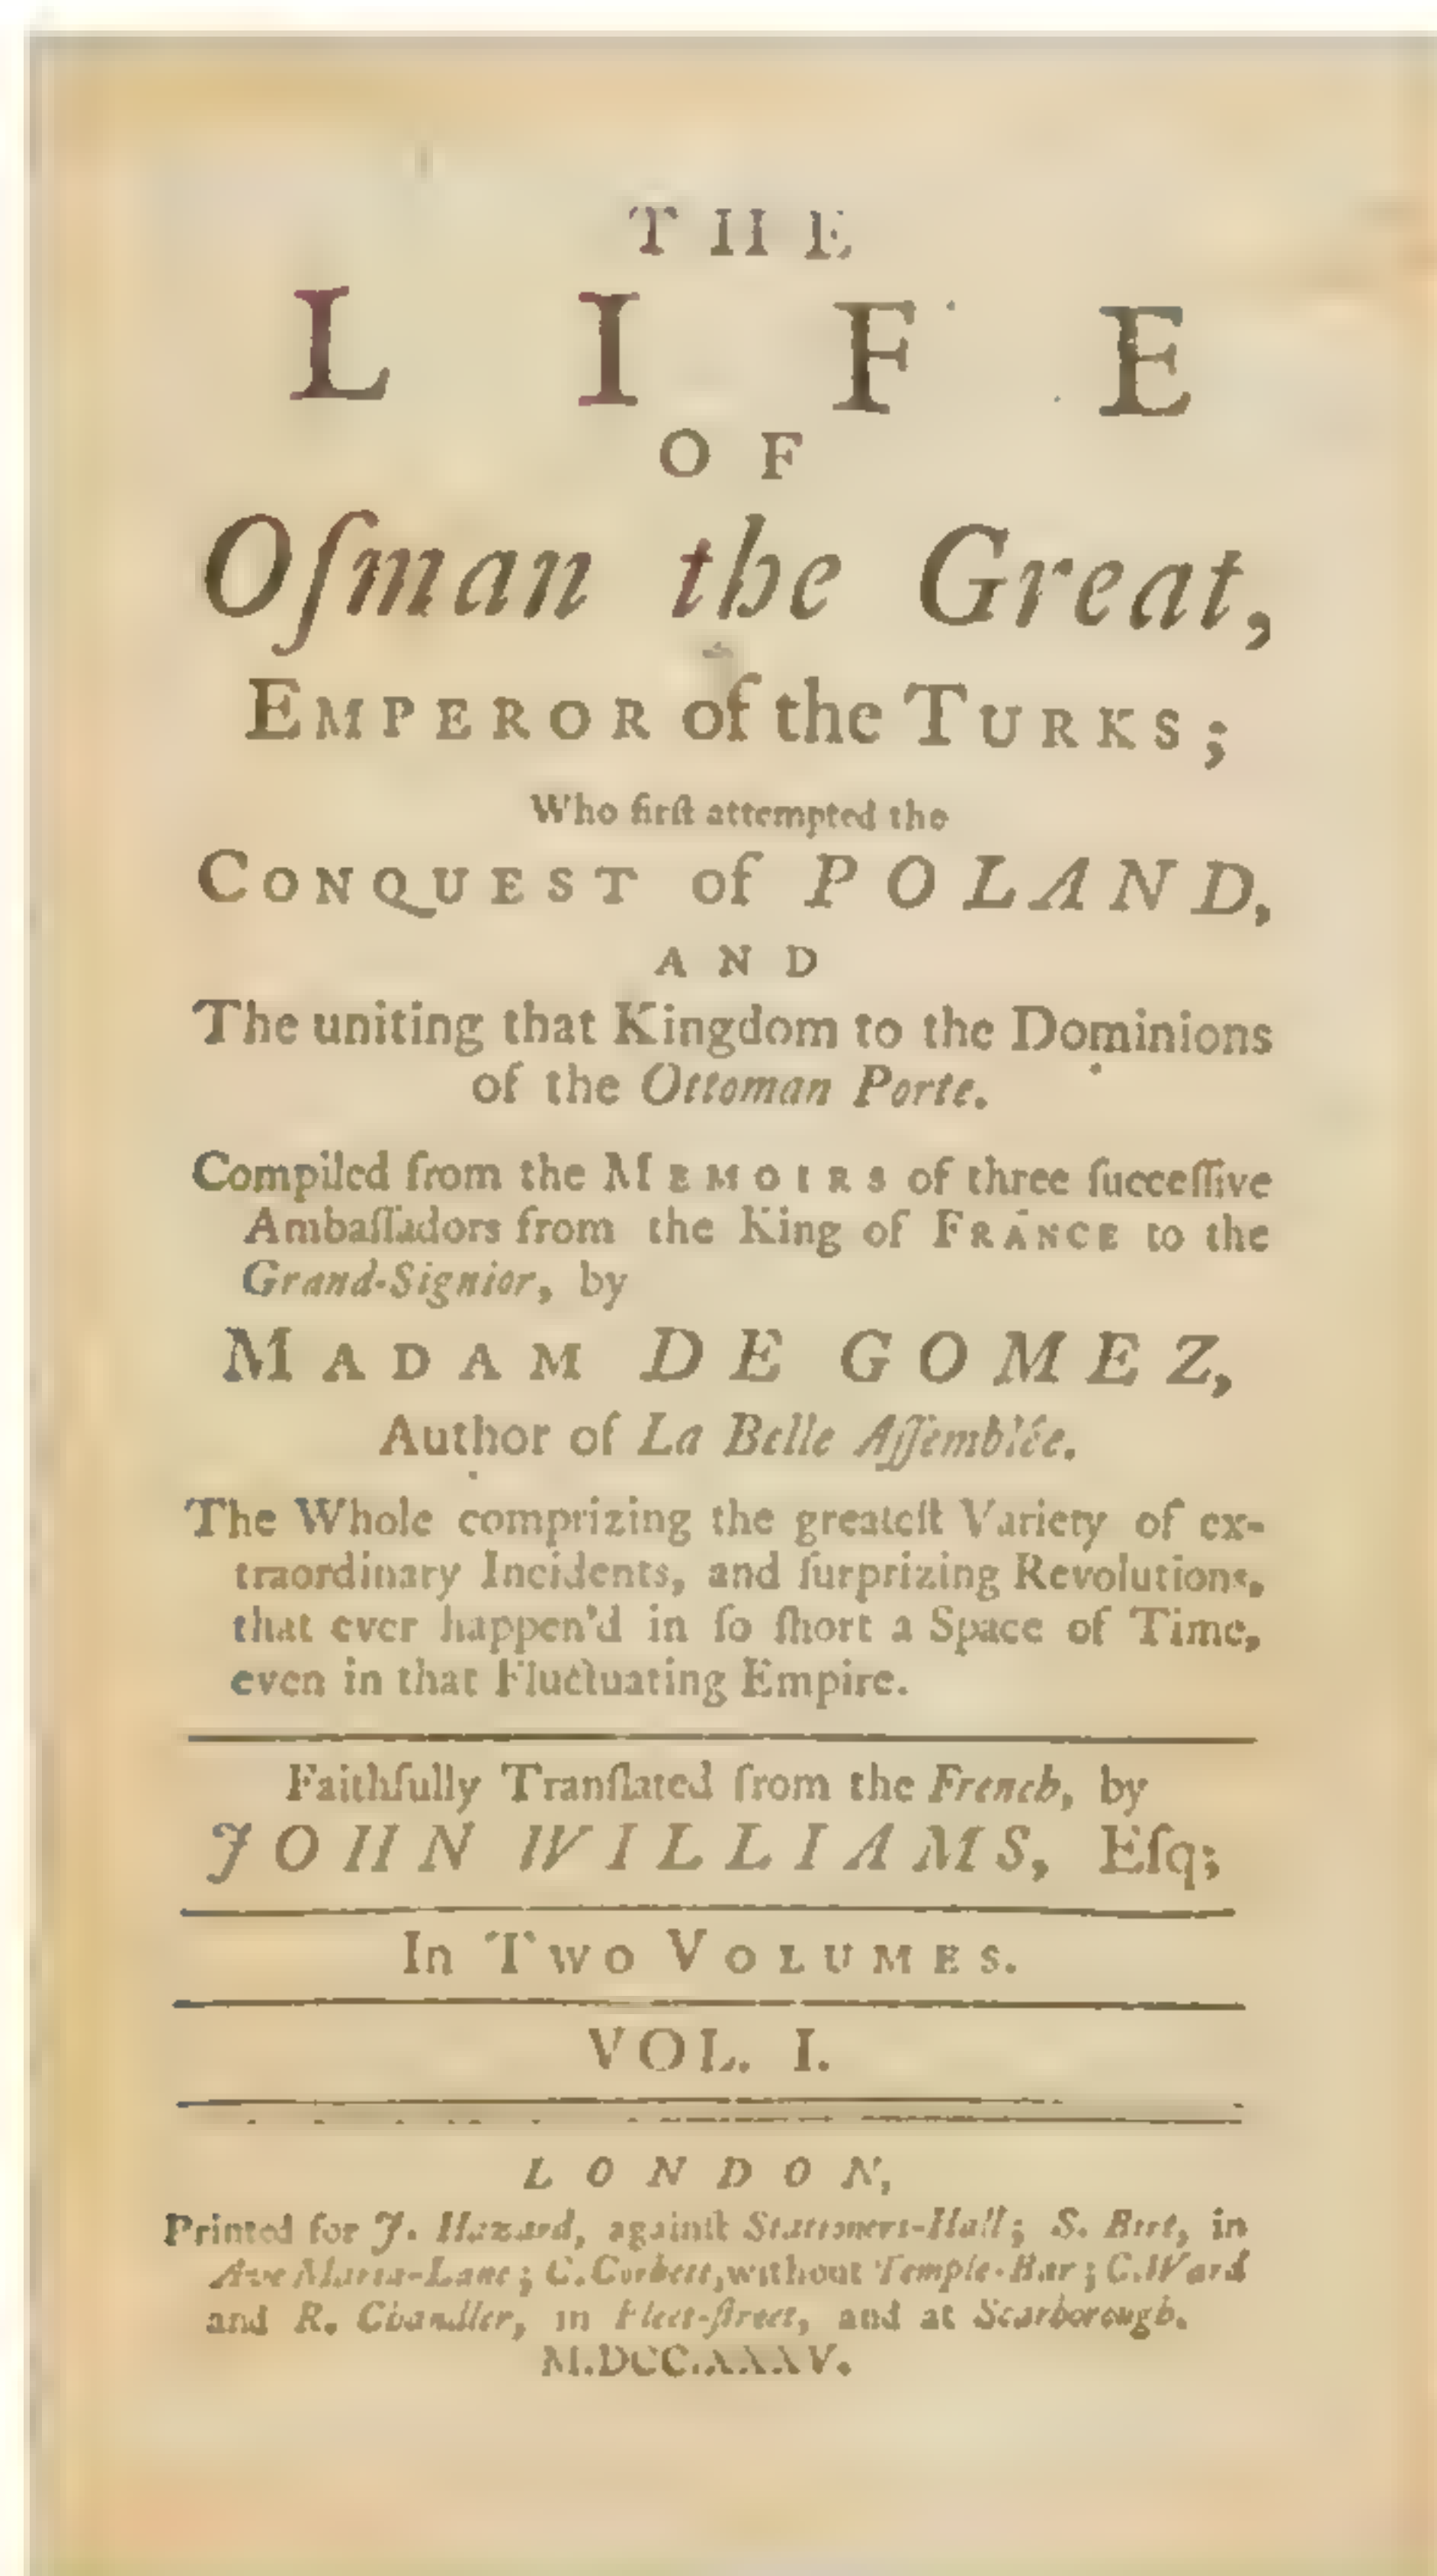 THE
LIFE
OF
Oſman the Great,
EMPEROR of the TURKS;
Who firſt attempted the
CONQUEST of POLAND,
AND
The uniting that Kingdom to the Dominions
of the Ottoman Porte.
Compiled from the MEMOIRS of three ſucceſſive
Ambaſſadors from the King of FRANCE to the
Grand-Signior, by
MADAM DE GOMEZ,
Author of La Belle Aſſemblée.
The Whole comprizing the greateſt Variety of ex-
traordinary Incidents, and ſurprizing Revolutions,
that ever happen'd in ſo ſhort a Space of Time,
even in that Fluctuating Empire.
Faithfully Tranſlated from the French, by
JOHN WILLIAMS, Eſq;
In TWO VOLUMES.
VOL. I.
LONDON,
Printed for J. Hazard, againſt Stationers-Hall; S. Birt, in
Ave Maria-Lane; C. Corbett, without Temple-Bar; C. Ward
and R. Chandler, in Fleet-ſtreet, and at Scarborough.
M.DCC.XXXV.